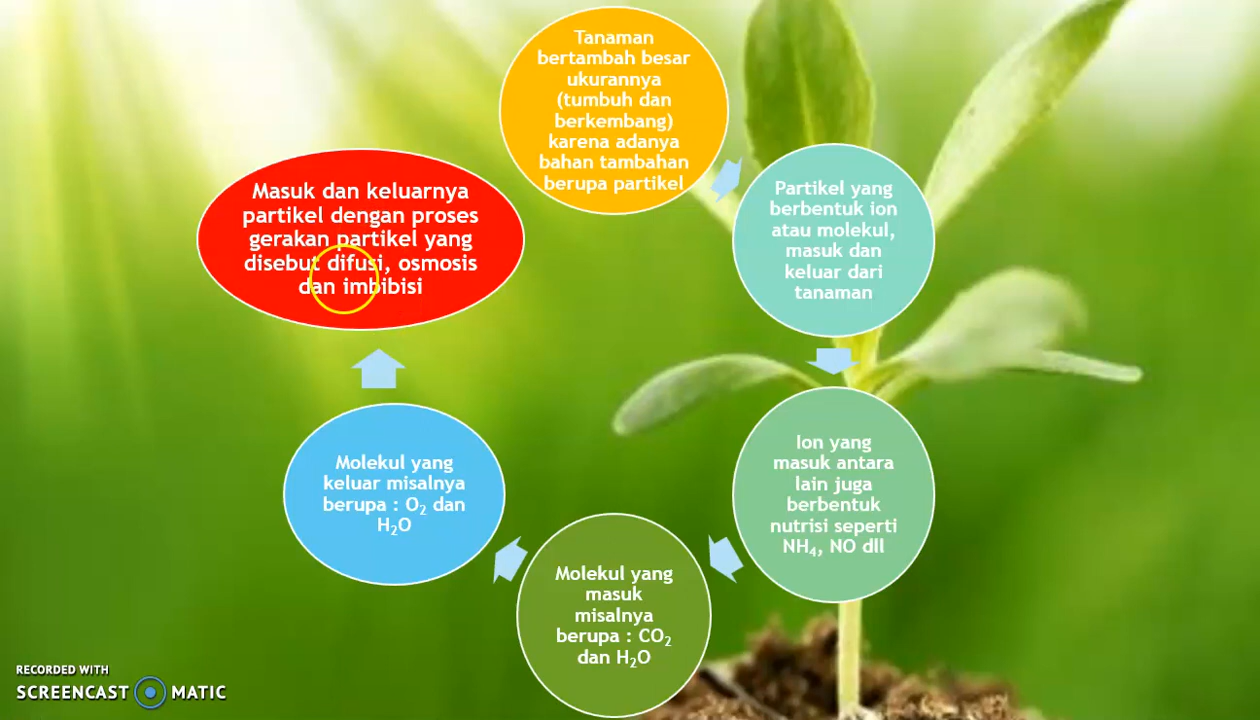 Tanaman
bertambah besar
ukurannya
(tumbuh dan
berkembang)
karena adanya
bahan tambahan
berupa partikel
Partikel yang
berbentuk ion
atau molekul,
masuk dan
keluar dari
tanaman
Ion yang
masuk antara
lain juga
berbentuk
nutrisi seperti
NH₄, NO dll
Molekul yang
masuk
misalnya
berupa : CO₂
dan H₂O
Molekul yang
keluar misalnya
berupa : O₂ dan
H₂O
Masuk dan keluarnya
partikel dengan proses
gerakan partikel yang
disebut difusi, osmosis
dan imbibisi
RECORDED WITH
SCREENCAST MATIC